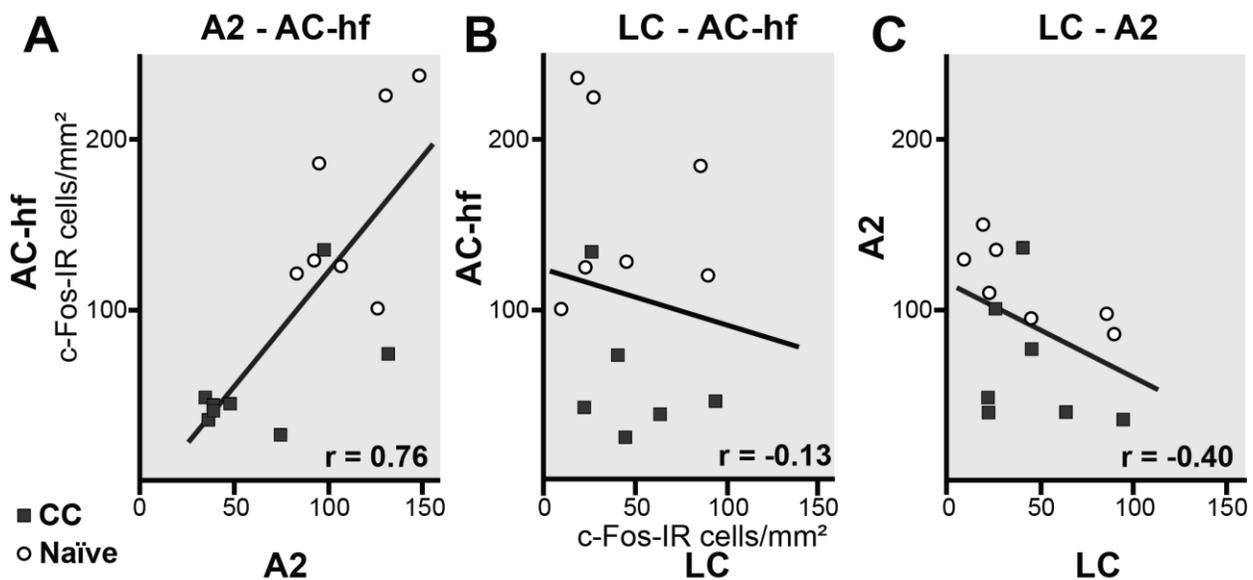 A
A2 - AC-hf
AC-hf
c-Fos-IR cells/mm²
200
100
r = 0.76
0
50
100
150
A2
CC
Naïve
B
LC - AC-hf
AC-hf
200
100
r = -0.13
0
50
100
150
c-Fos-IR cells/mm²
LC
C
LC - A2
A2
200
100
r = -0.40
0
50
100
150
LC